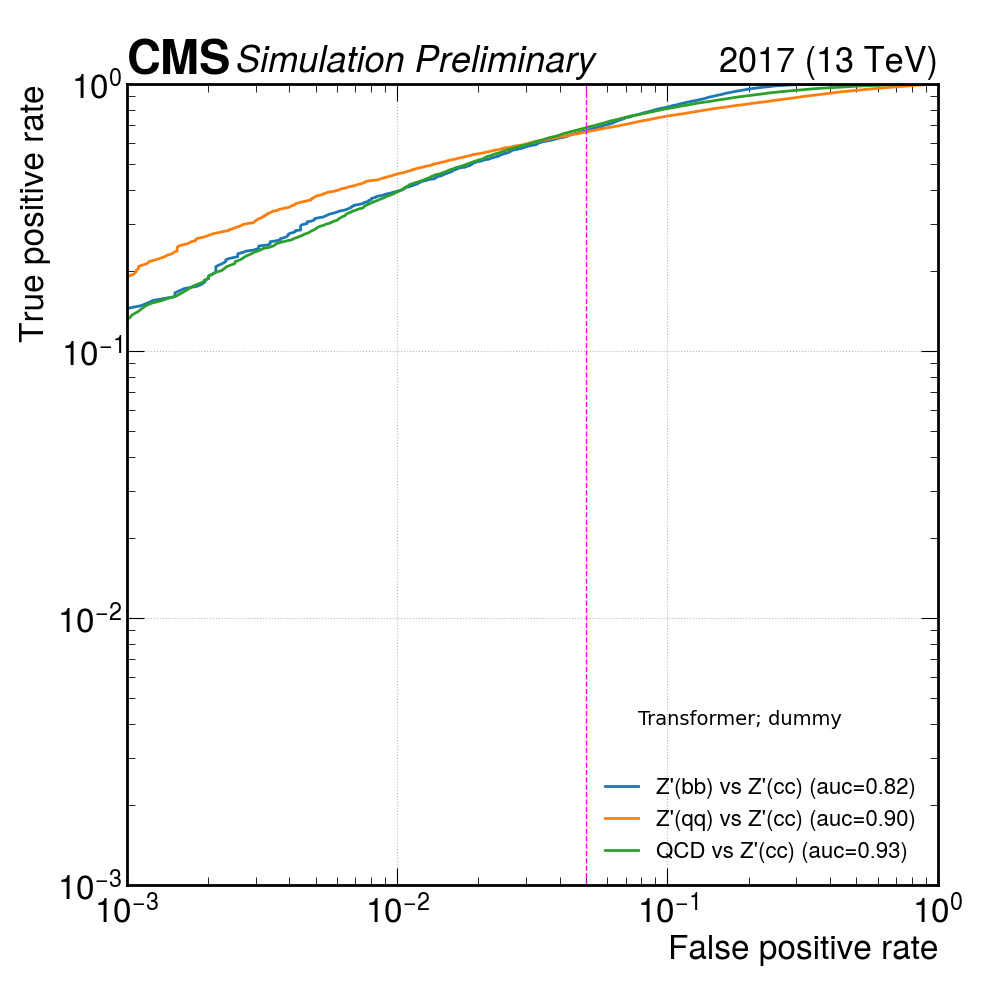 CMS Simulation Preliminary 2017 (13 TeV)
True positive rate
10⁰
10⁻¹
10⁻²
10⁻³
Transformer; dummy
Z'(bb) vs Z'(cc) (auc=0.82)
Z'(qq) vs Z'(cc) (auc=0.90)
QCD vs Z'(cc) (auc=0.93)
10⁻³ 10⁻² 10⁻¹ 10⁰
False positive rate